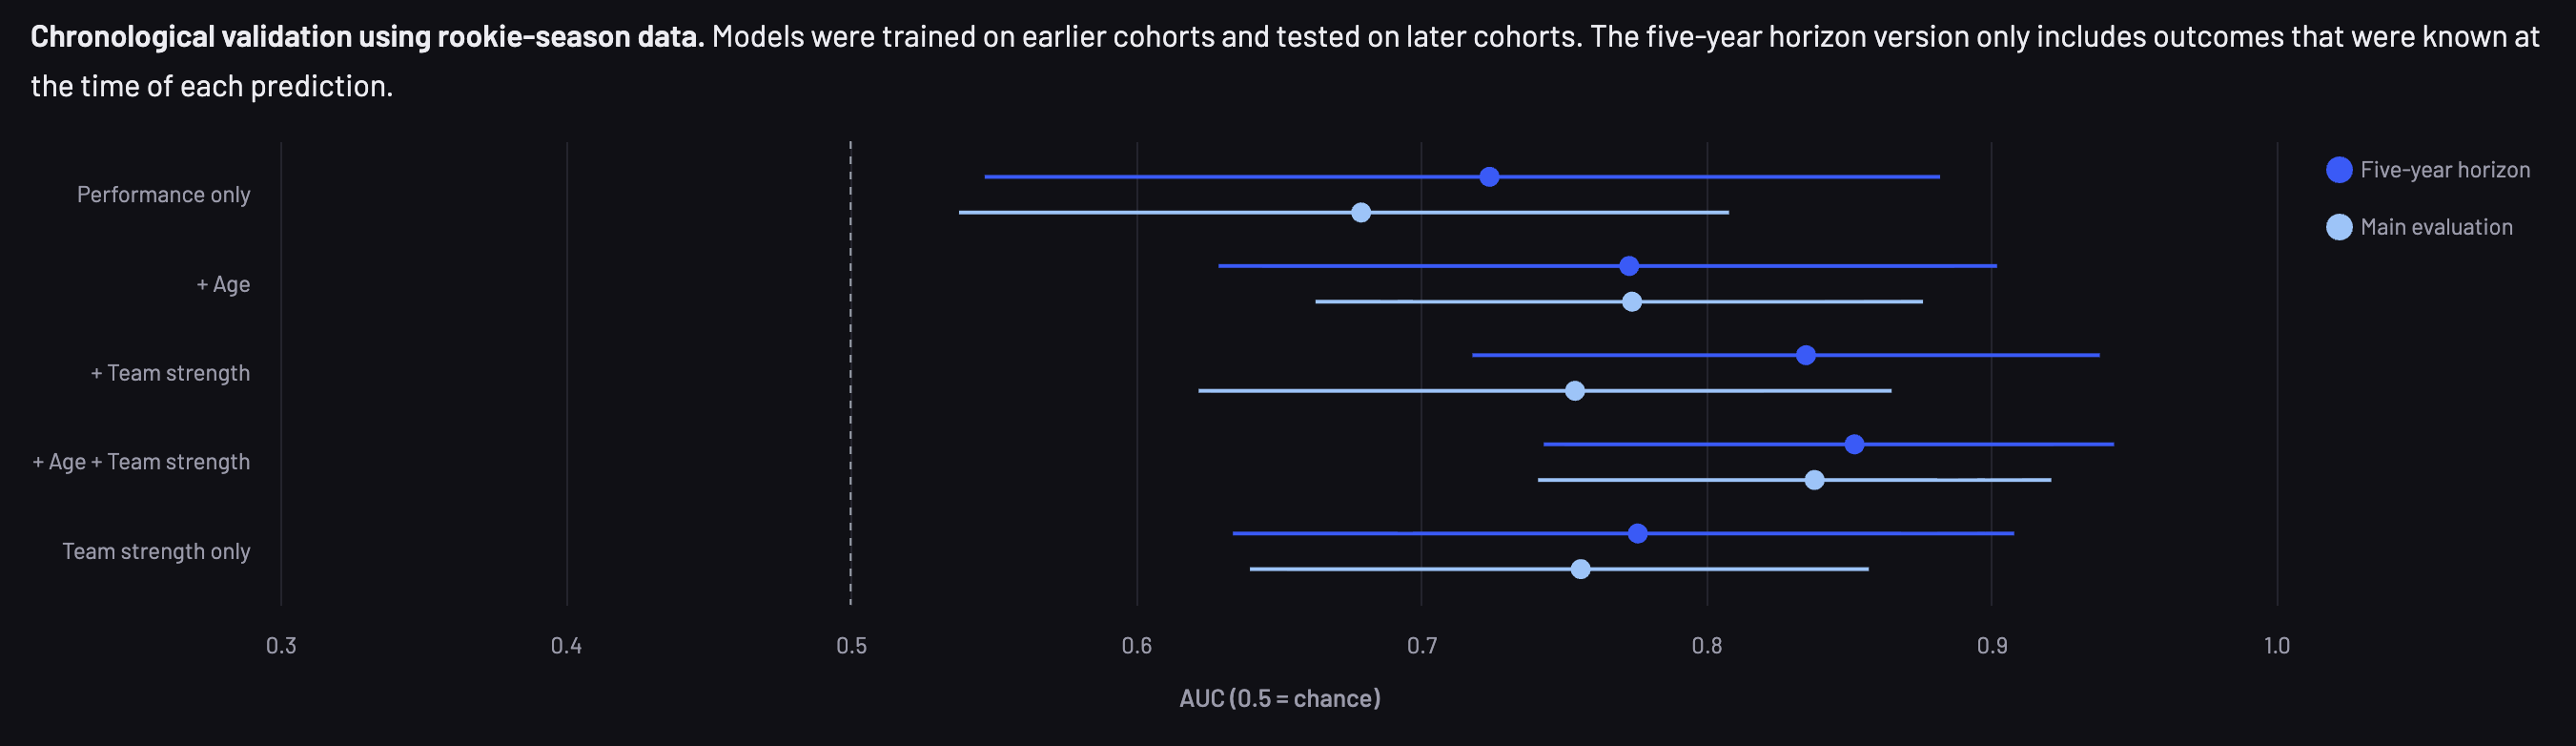 Chronological validation using rookie-season data. Models were trained on earlier cohorts and tested on later cohorts. The five-year horizon version only includes outcomes that were known at
the time of each prediction.
Five-year horizon
Main evaluation
Performance only
+ Age
+ Team strength
+ Age + Team strength
Team strength only
0.3 0.4 0.5 0.6 0.7 0.8 0.9 1.0
AUC (0.5 = chance)